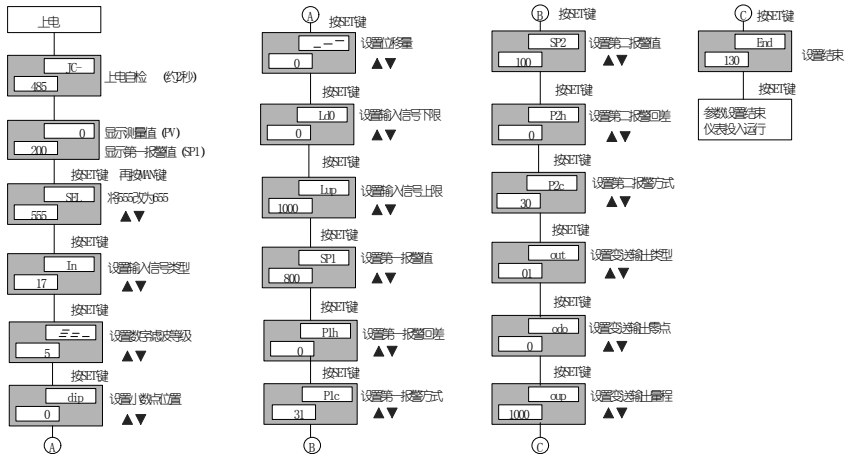 上电
JC-
485
上电自检 (约2秒)
0
200
显示测量值 (PV)
显示第一报警值 (SP1)
按SET键 再按MAN键
SEL
555
将555改为655
▲▼
按SET键
In
17
设置输入信号类型
▲▼
按SET键
5
设置数字滤波等级
▲▼
按SET键
dip
0
设置小数点位置
▲▼
A
A
按SET键
0
设置位移量
▲▼
按SET键
Ld0
0
设置输入信号下限
▲▼
按SET键
Lup
1000
设置输入信号上限
▲▼
按SET键
SP1
800
设置第一报警值
▲▼
按SET键
P1h
0
设置第一报警回差
▲▼
按SET键
P1c
31
设置第一报警方式
▲▼
B
B
按SET键
SP2
100
设置第二报警值
▲▼
按SET键
P2h
0
设置第二报警回差
▲▼
按SET键
P2c
30
设置第二报警方式
▲▼
按SET键
out
01
设置变送输出类型
▲▼
按SET键
odo
0
设置变送输出零点
▲▼
按SET键
oup
1000
设置变送输出量程
▲▼
C
C
按SET键
End
130
设置结束
按SET键
参数设置结束
仪表投入运行